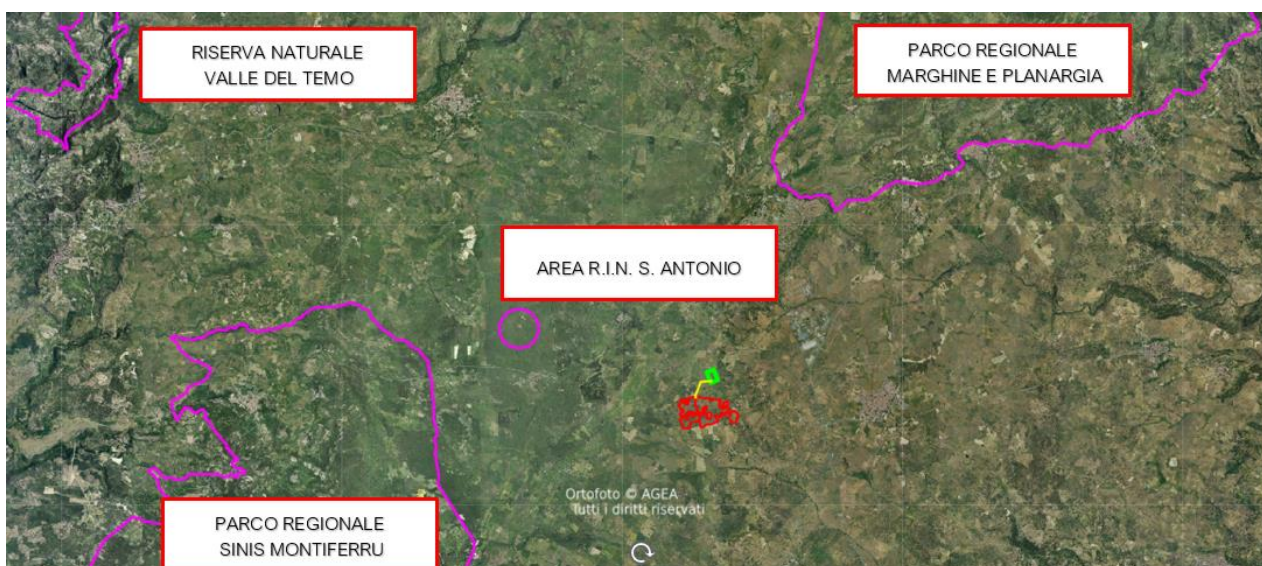 RISERVA NATURALE
VALLE DEL TEMO
PARCO REGIONALE
MARGHINE E PLANARGIA
AREA R.I.N. S. ANTONIO
Ortofoto © AGEA
Tutti i diritti riservati
PARCO REGIONALE
SINIS MONTIFERRU